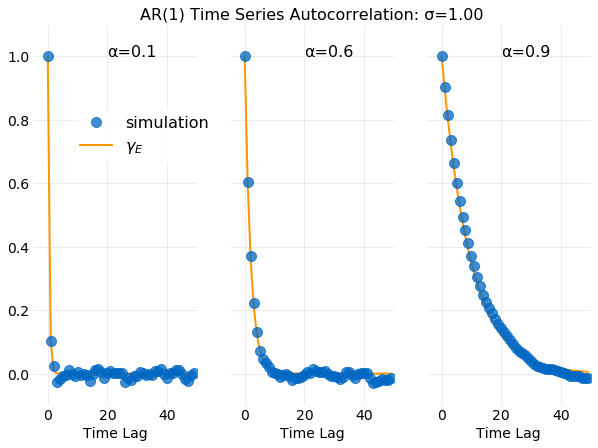 AR(1) Time Series Autocorrelation: σ=1.00
α=0.1
α=0.6
α=0.9
1.0
0.8
0.6
0.4
0.2
0.0
simulation
γE
0 20 40
0 20 40
0 20 40
Time Lag
Time Lag
Time Lag